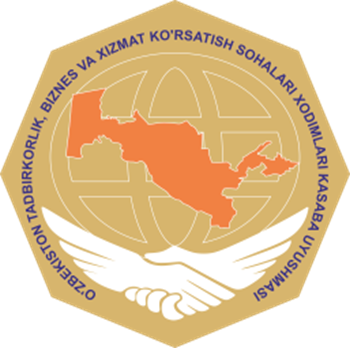 O'ZBEKISTON TADBIRKORLIK, BIZNES VA XIZMAT KO'RSATISH SOHALARI XODIMLARI KASABA UYUSHMASI